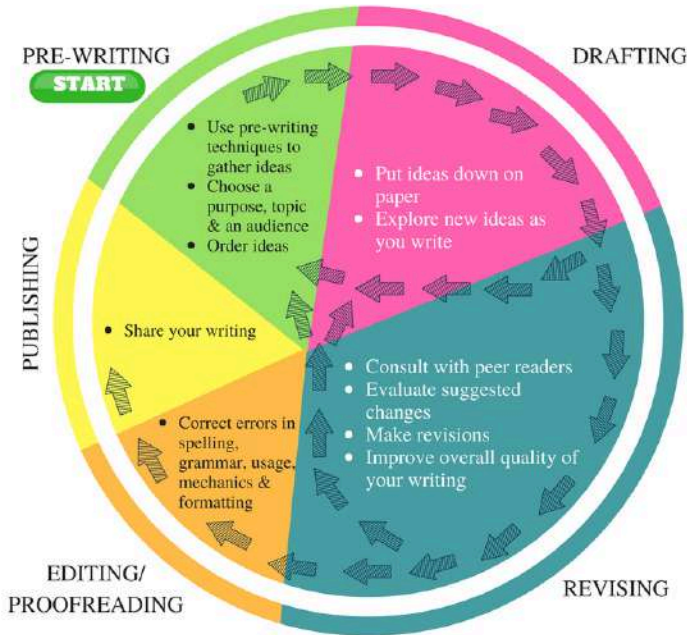 PRE-WRITING
START
• Use pre-writing
techniques to
gather ideas
• Choose a
purpose, topic
& an audience
• Order ideas
DRAFTING
• Put ideas down on
paper
• Explore new ideas as
you write
REVISING
• Consult with peer readers
• Evaluate suggested
changes
• Make revisions
• Improve overall quality of
your writing
EDITING/
PROOFREADING
• Correct errors in
spelling,
grammar, usage,
mechanics &
formatting
PUBLISHING
• Share your writing